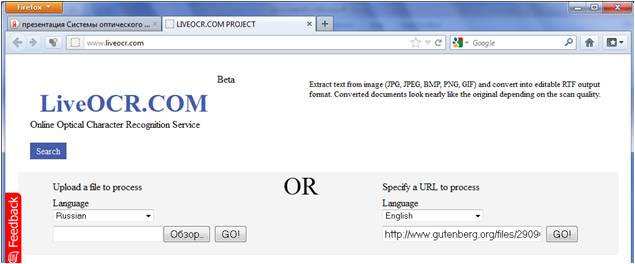 Firefox
презентация Системы оптического ...
LIVEOCR.COM PROJECT
www.liveocr.com
Google
Beta
LiveOCR.COM
Online Optical Character Recognition Service
Extract text from image (JPG, JPEG, BMP, PNG, GIF) and convert into editable RTF output
format. Converted documents look nearly like the original depending on the scan quality.
Search
Upload a file to process
OR
Specify a URL to process
Language
Language
Russian
English
Обзор...
GO!
http://www.gutenberg.org/files/2909
GO!
Feedback